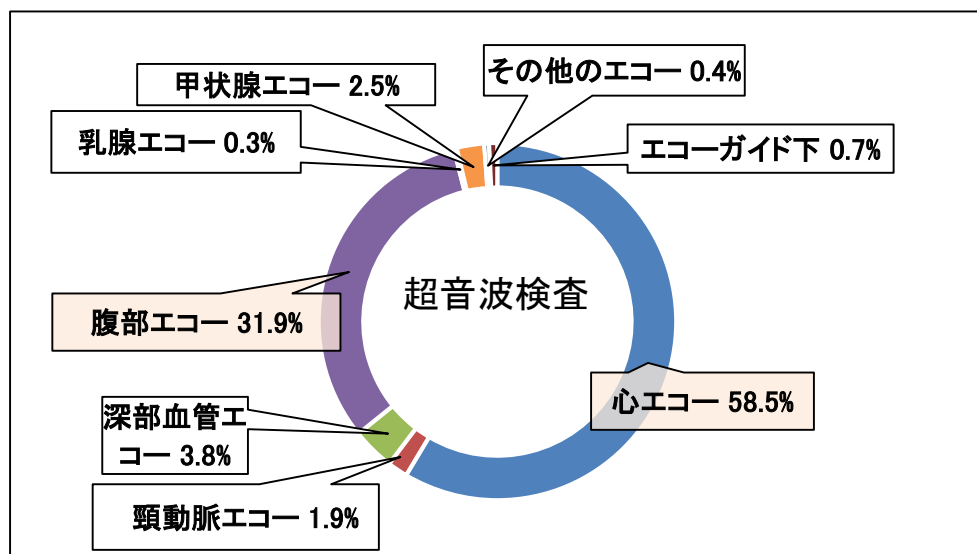 甲状腺エコー 2.5%
その他のエコー 0.4%
乳腺エコー 0.3%
エコーガイド下 0.7%
超音波検査
腹部エコー 31.9%
心エコー 58.5%
深部血管エ
コー 3.8%
頸動脈エコー 1.9%